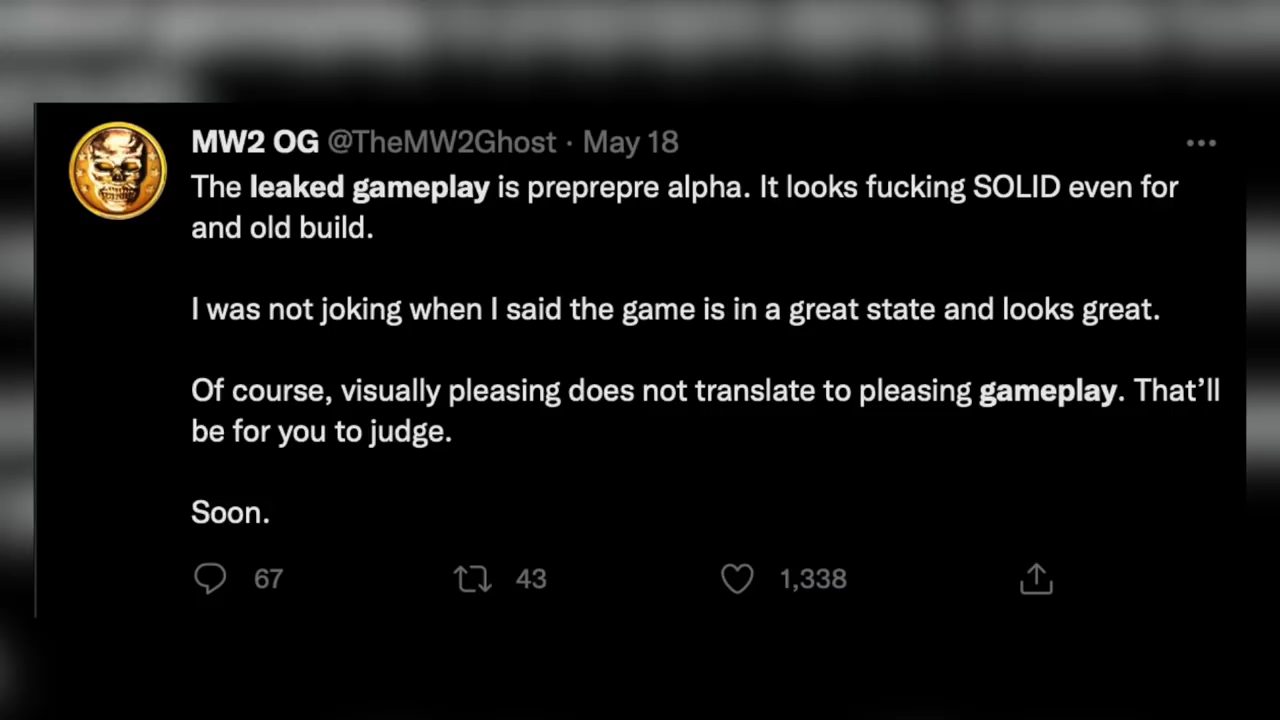 MW2 OG @TheMW2Ghost · May 18
The leaked gameplay is preprepre alpha. It looks fucking SOLID even for
and old build.
I was not joking when I said the game is in a great state and looks great.
Of course, visually pleasing does not translate to pleasing gameplay. That’ll
be for you to judge.
Soon.
67 43 1,338